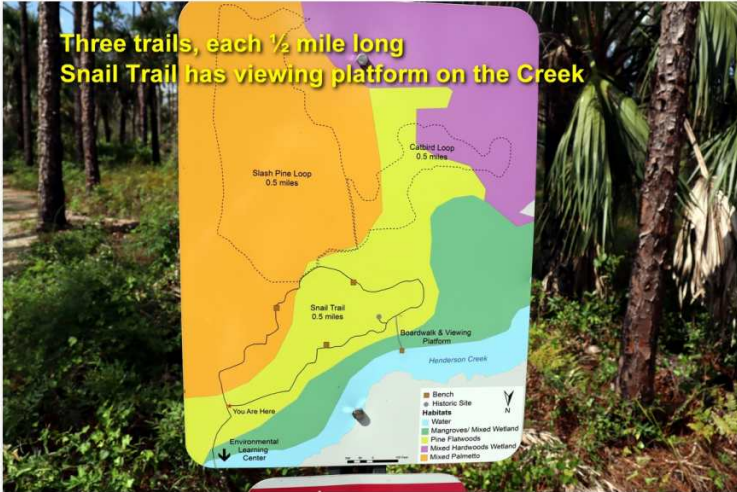 Three trails, each ½ mile long
Snail Trail has viewing platform on the Creek
Catbird Loop
0.5 miles
Slash Pine Loop
0.5 miles
Snail Trail
0.5 miles
Boardwalk & Viewing
Platform
Henderson Creek
You Are Here
Environmental
Learning
Center
Bench
Historic Site
Habitats
Water
Mangroves/ Mixed Wetland
Pine Flatwoods
Mixed Hardwoods Wetland
Mixed Palmetto
N